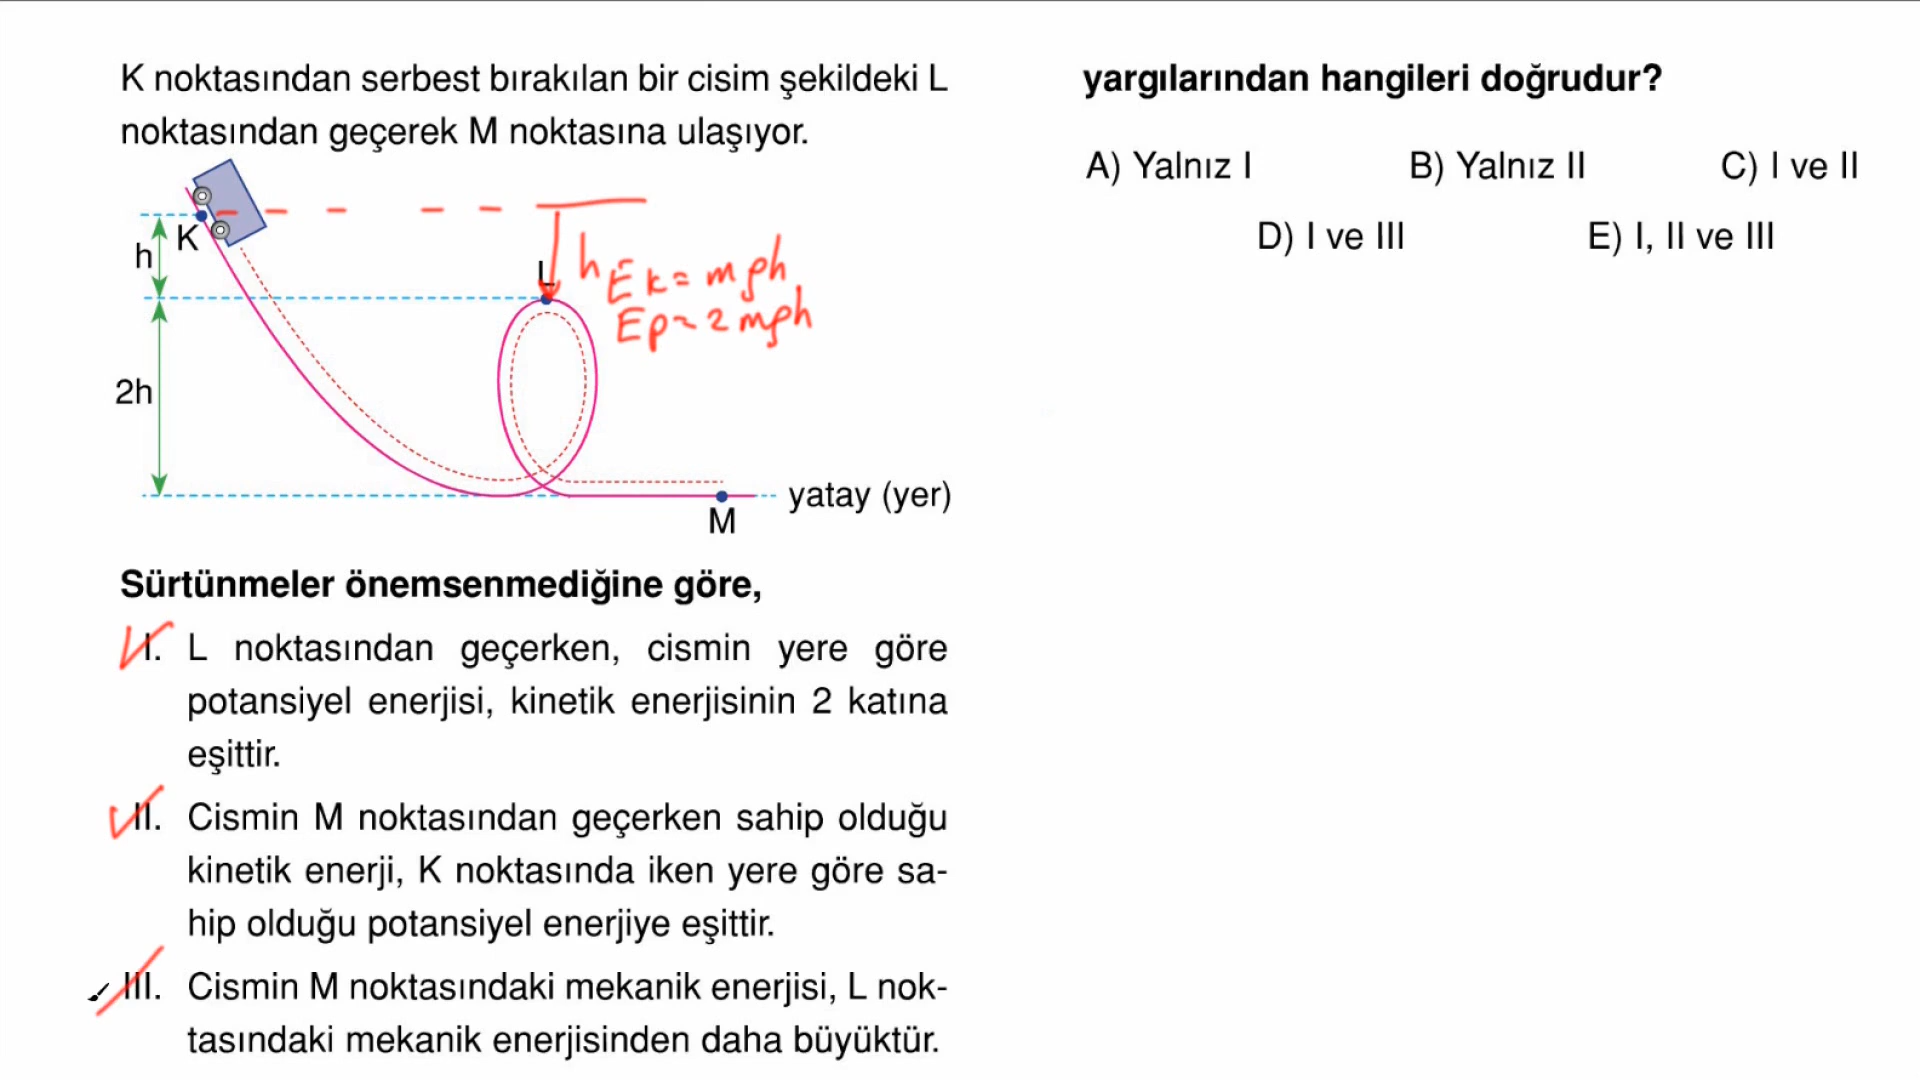 K noktasından serbest bırakılan bir cisim şekildeki L
noktasından geçerek M noktasına ulaşıyor.
K
h
2h
L
h
Ek = mgh
Ep = 2mgh
M
yatay (yer)
Sürtünmeler önemsenmediğine göre,
I. L noktasından geçerken, cismin yere göre
potansiyel enerjisi, kinetik enerjisinin 2 katına
eşittir.
II. Cismin M noktasından geçerken sahip olduğu
kinetik enerji, K noktasında iken yere göre sa-
hip olduğu potansiyel enerjiye eşittir.
III. Cismin M noktasındaki mekanik enerjisi, L nok-
tasındaki mekanik enerjisinden daha büyüktür.
yargılarından hangileri doğrudur?
A) Yalnız I B) Yalnız II C) I ve II
D) I ve III E) I, II ve III